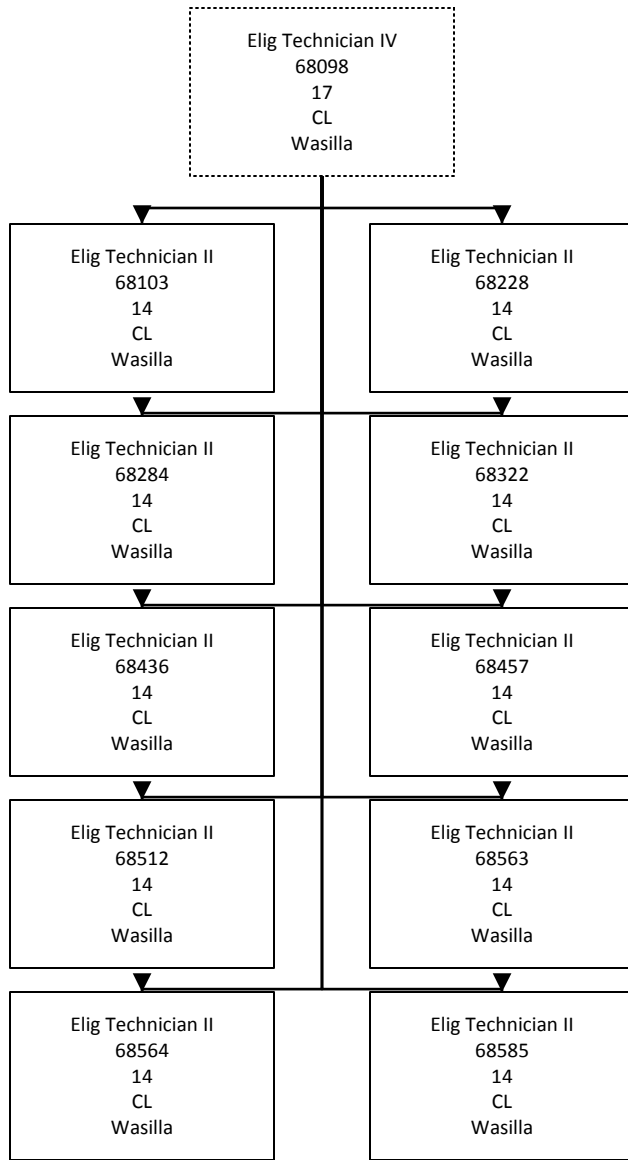 Elig Technician IV
68098
17
CL
Wasilla
Elig Technician II
68103
14
CL
Wasilla
Elig Technician II
68228
14
CL
Wasilla
Elig Technician II
68284
14
CL
Wasilla
Elig Technician II
68322
14
CL
Wasilla
Elig Technician II
68436
14
CL
Wasilla
Elig Technician II
68457
14
CL
Wasilla
Elig Technician II
68512
14
CL
Wasilla
Elig Technician II
68563
14
CL
Wasilla
Elig Technician II
68564
14
CL
Wasilla
Elig Technician II
68585
14
CL
Wasilla